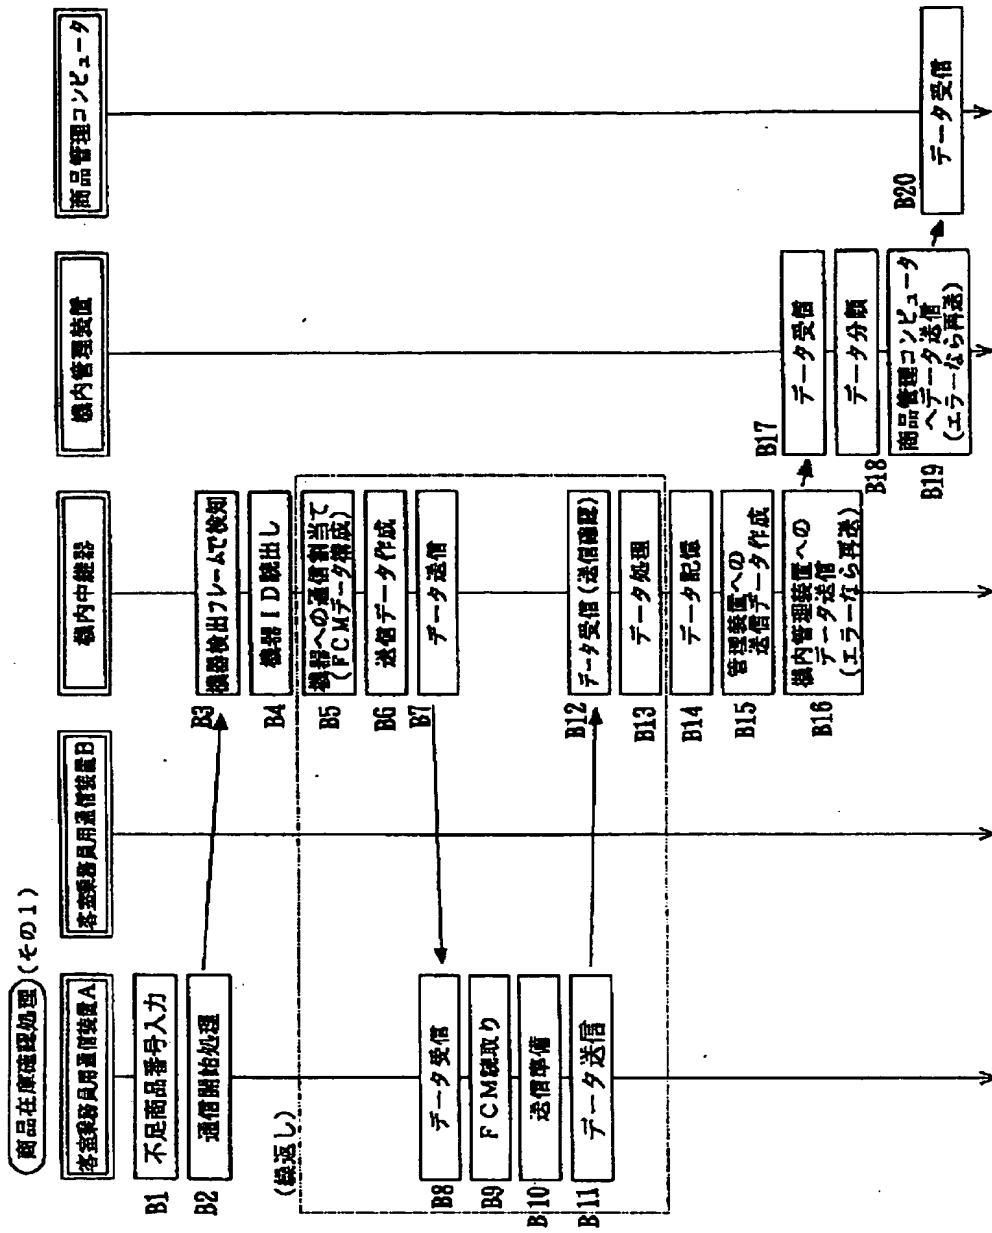 商品在庫確認処理 (その1)
客室乗務員用通信装置A
客室乗務員用通信装置B
機内中継器
機内管理装置
商品管理コンピュータ
B1
不足商品番号入力
B2
通信開始処理
B3
機器検出フレームで検知
B4
機器ID読出し
(繰返し)
B5
機器への通信割当て
(FCMデータ構成)
B6
送信データ作成
B7
データ送信
B8
データ受信
B9
FCM読取り
B10
送信準備
B11
データ送信
B12
データ受信(送信確認)
B13
データ処理
B14
データ記憶
B15
管理装置への
送信データ作成
B16
機内管理装置への
データ送信
(エラーなら再送)
B17
データ受信
B18
データ分類
B19
商品管理コンピュータ
へデータ送信
(エラーなら再送)
B20
データ受信